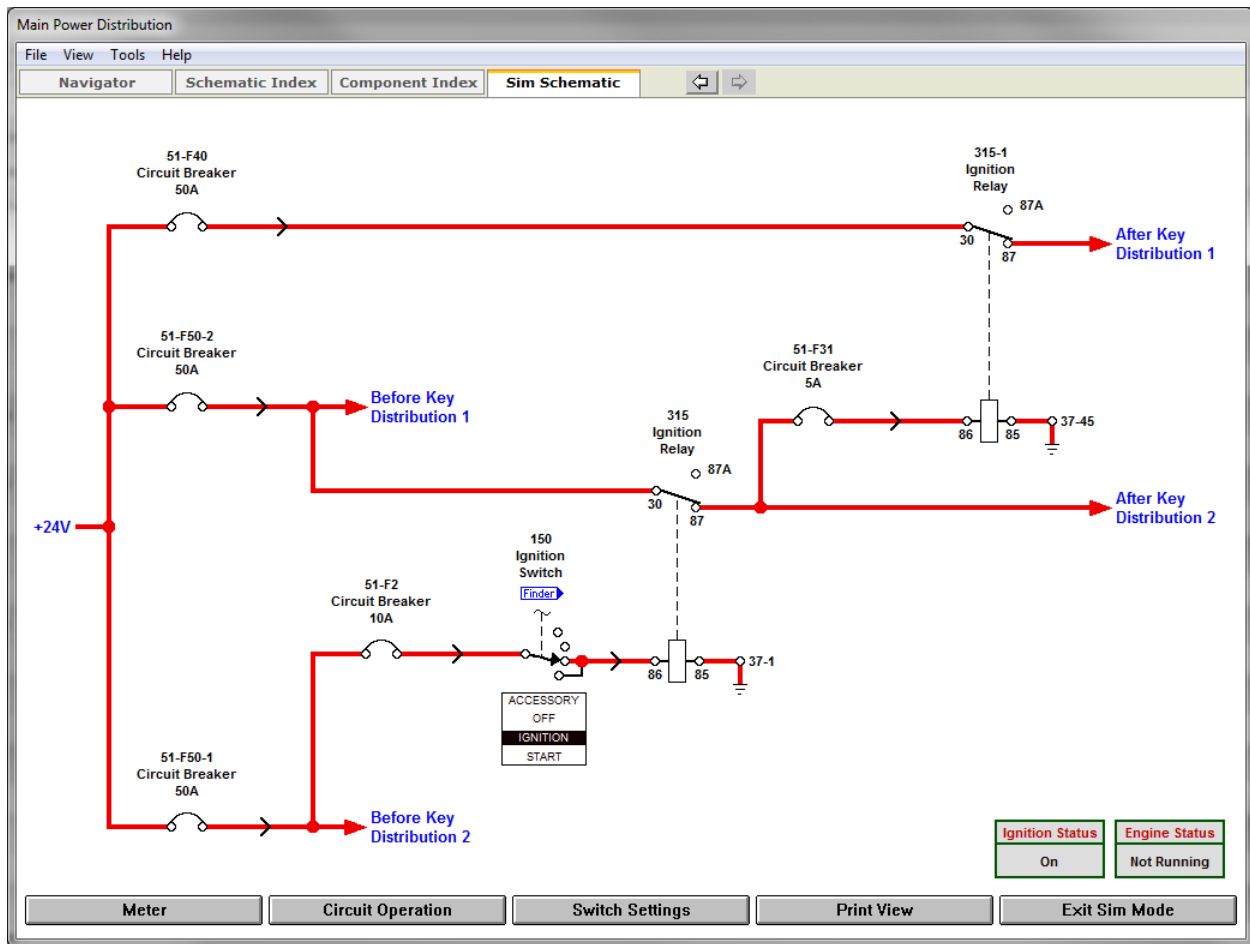 Main Power Distribution
File View Tools Help
Navigator Schematic Index Component Index Sim Schematic
51-F40
Circuit Breaker
50A
315-1
Ignition
Relay
87A
30
87
After Key
Distribution 1
51-F50-2
Circuit Breaker
50A
Before Key
Distribution 1
51-F31
Circuit Breaker
5A
86
85
37-45
315
Ignition
Relay
87A
30
87
After Key
Distribution 2
+24V
150
Ignition
Switch
Finder
51-F2
Circuit Breaker
10A
86
85
37-1
ACCESSORY
OFF
IGNITION
START
51-F50-1
Circuit Breaker
50A
Before Key
Distribution 2
Ignition Status
On
Engine Status
Not Running
Meter Circuit Operation Switch Settings Print View Exit Sim Mode